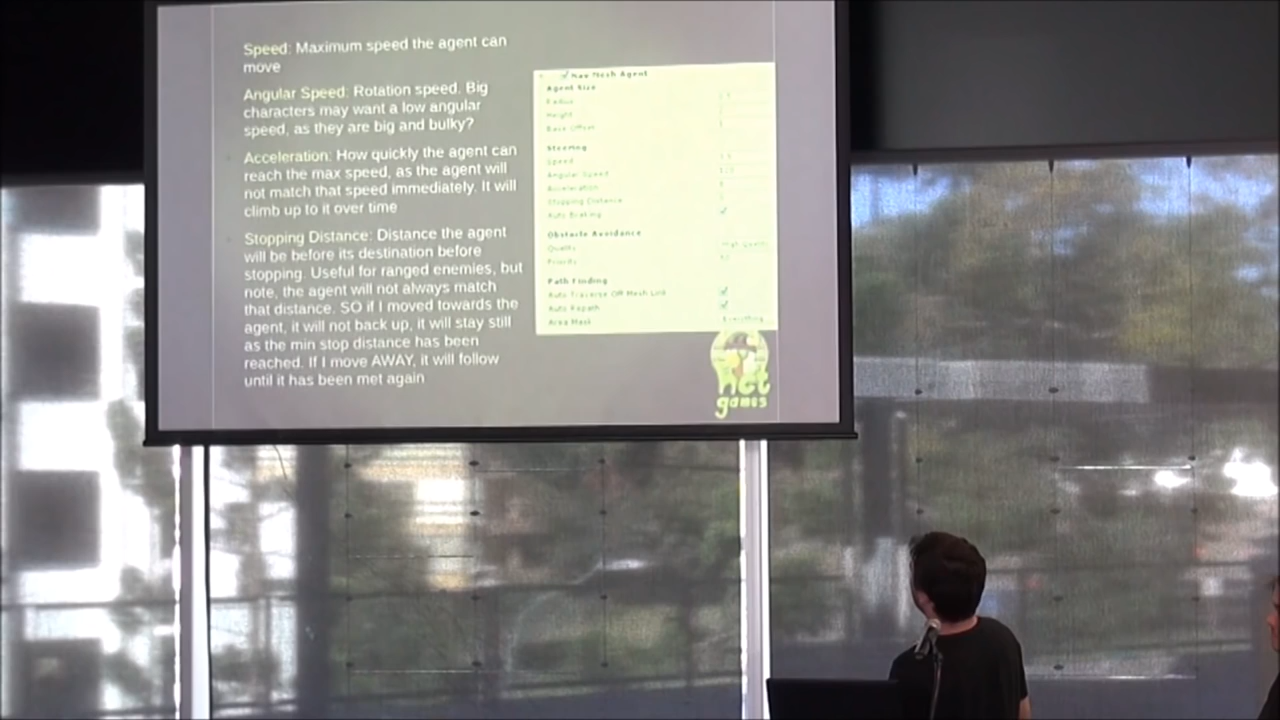 Speed: Maximum speed the agent can
move
Angular Speed: Rotation speed. Big
characters may want a low angular
speed, as they are big and bulky?
Acceleration: How quickly the agent can
reach the max speed, as the agent will
not match that speed immediately. It will
climb up to it over time
Stopping Distance: Distance the agent
will be before its destination before
stopping. Useful for ranged enemies, but
note, the agent will not always match
that distance. SO if I moved towards the
agent, it will not back up, it will stay still
as the min stop distance has been
reached. If I move AWAY, it will follow
until it has been met again
Nav Mesh Agent
Agent Size
Radius
Height
Base Offset
Steering
Speed
Angular Speed
Acceleration
Stopping Distance
Auto Braking
Obstacle Avoidance
Quality High Quality
Priority
Path Finding
Auto Traverse Off Mesh Link
Auto Repath
Area Mask Everything
games